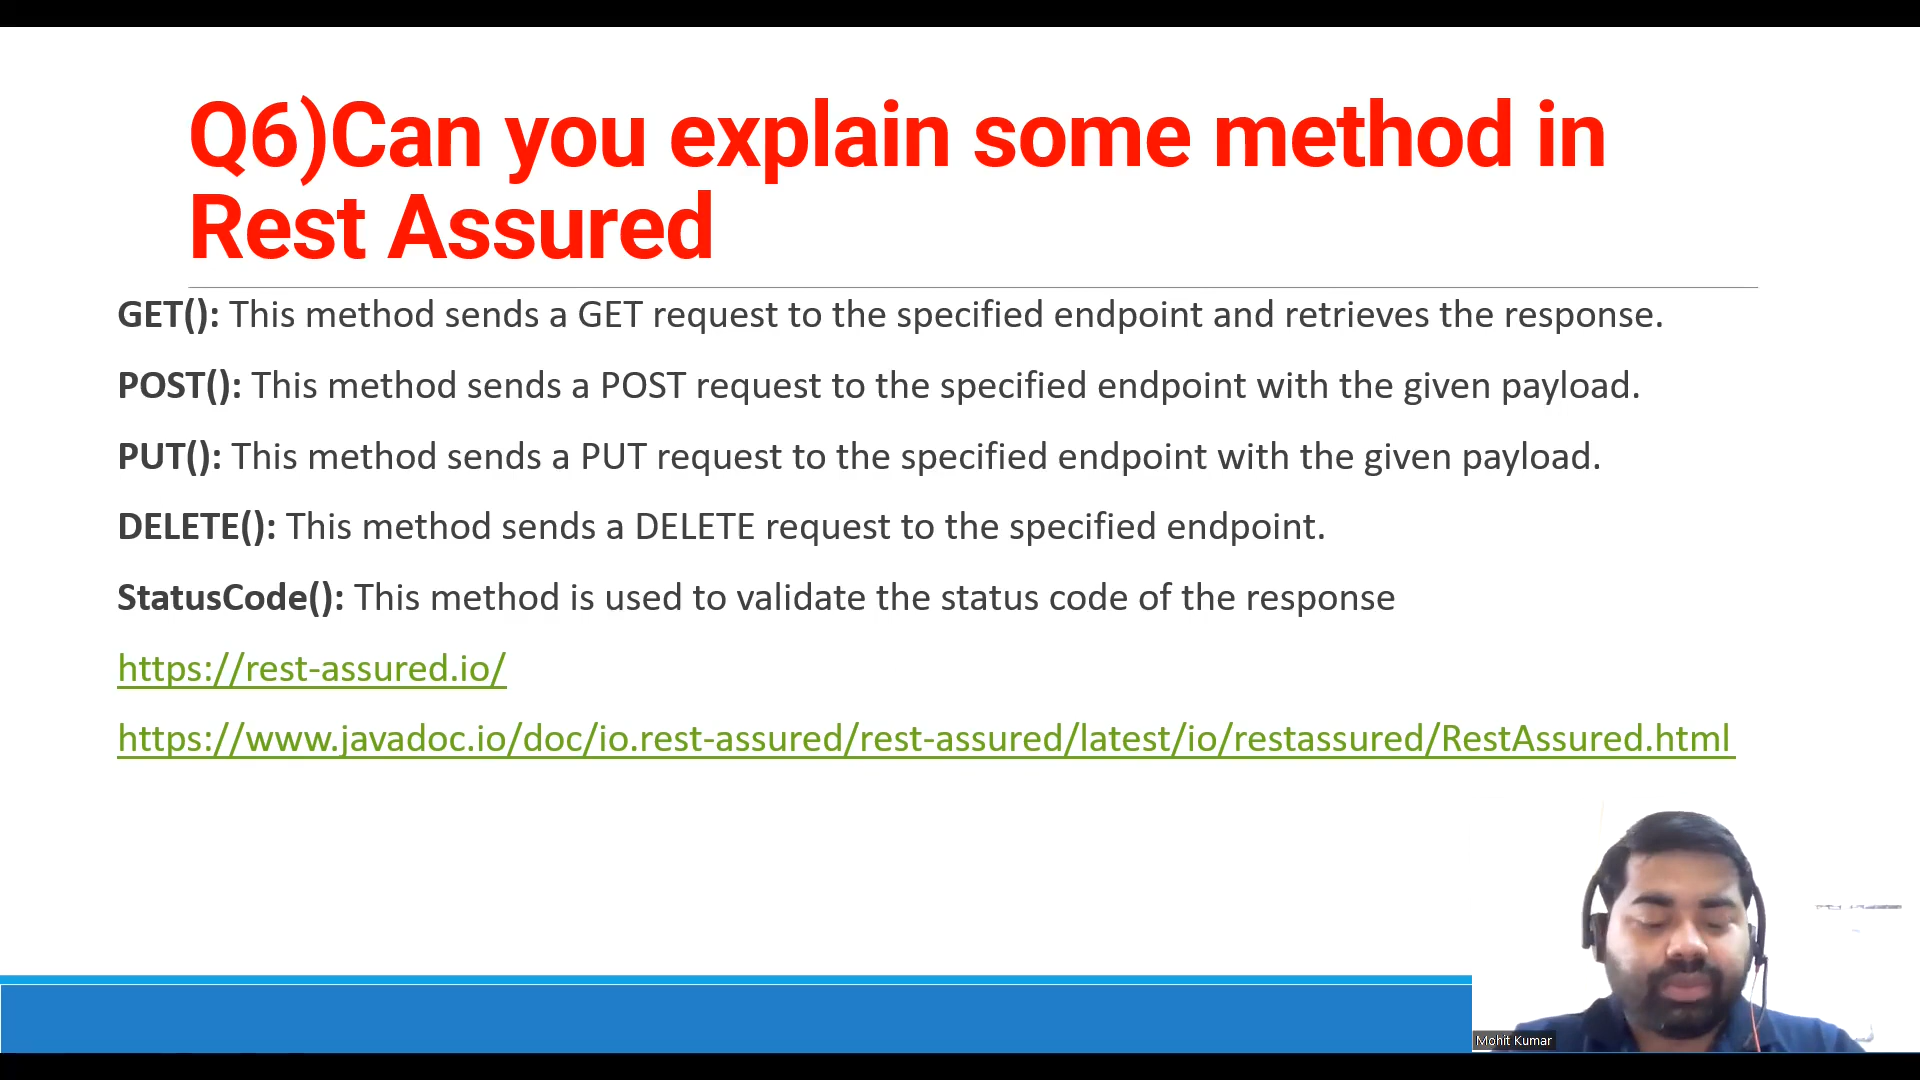 Q6)Can you explain some method in
Rest Assured
GET(): This method sends a GET request to the specified endpoint and retrieves the response.
POST(): This method sends a POST request to the specified endpoint with the given payload.
PUT(): This method sends a PUT request to the specified endpoint with the given payload.
DELETE(): This method sends a DELETE request to the specified endpoint.
StatusCode(): This method is used to validate the status code of the response
https://rest-assured.io/
https://www.javadoc.io/doc/io.rest-assured/rest-assured/latest/io/restassured/RestAssured.html
Mohit Kumar